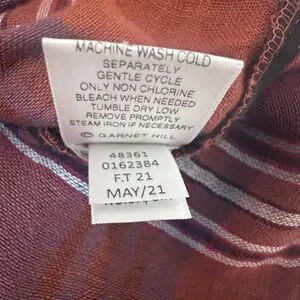 MACHINE WASH COLD
SEPARATELY
GENTLE CYCLE
ONLY NON CHLORINE
BLEACH WHEN NEEDED
TUMBLE DRY LOW
REMOVE PROMPTLY
STEAM IRON IF NECESSARY
© GARNET HILL
48361
0162384
F.T 21
MAY/21